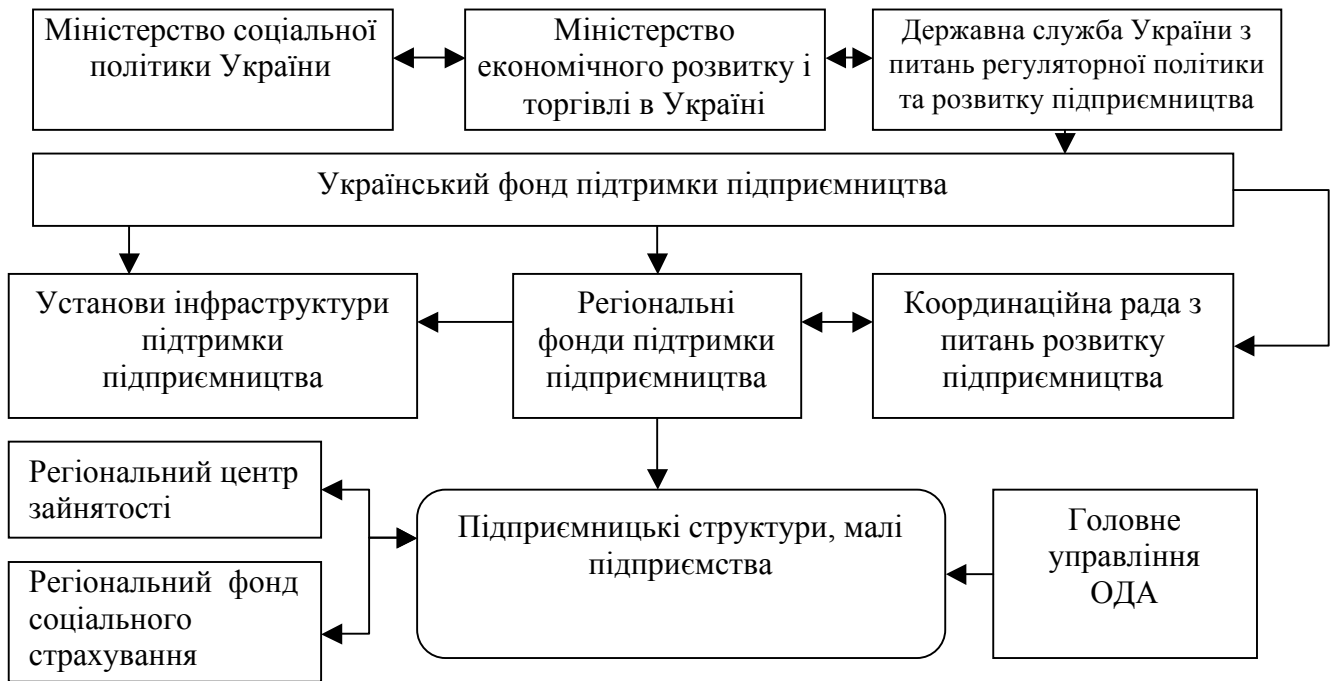 Міністерство соціальної
політики України
Міністерство
економічного розвитку і
торгівлі в Україні
Державна служба України з
питань регуляторної політики
та розвитку підприємництва
Український фонд підтримки підприємництва
Установи інфраструктури
підтримки
підприємництва
Регіональні
фонди підтримки
підприємництва
Координаційна рада з
питань розвитку
підприємництва
Регіональний центр
зайнятості
Регіональний фонд
соціального
страхування
Підприємницькі структури, малі
підприємства
Головне
управління
ОДА